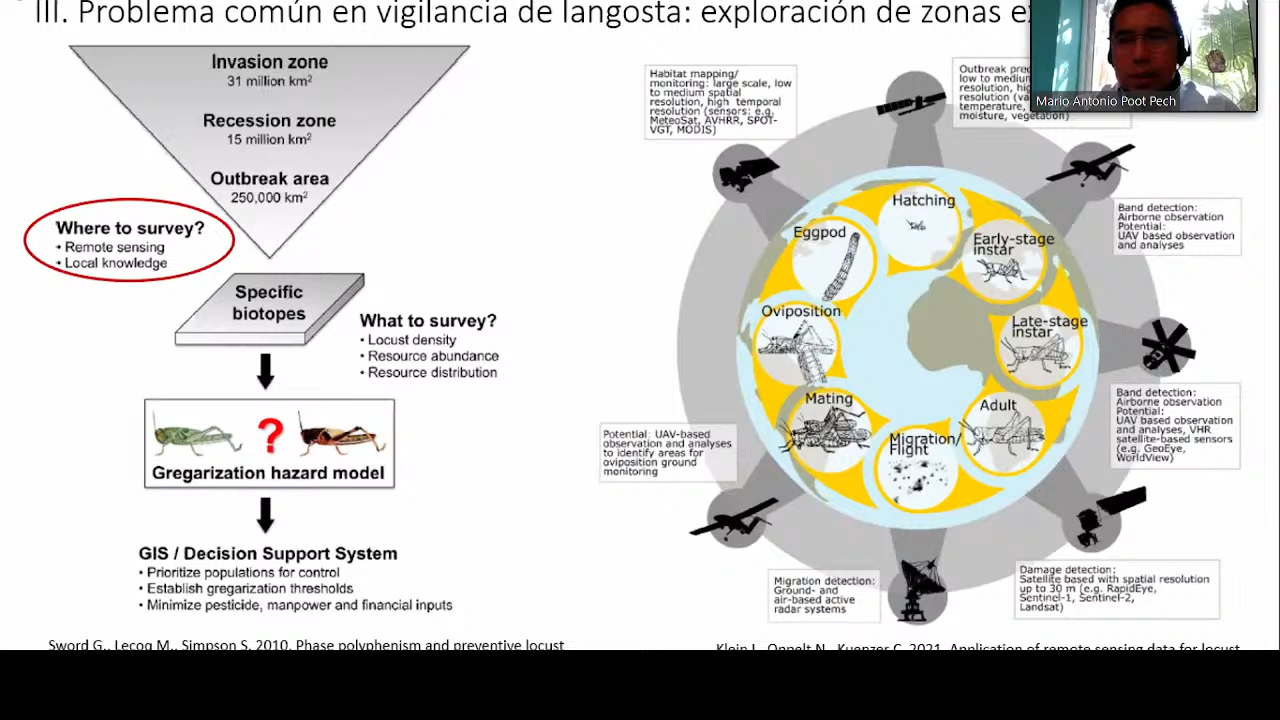 III. Problema común en vigilancia de langosta: exploración de zonas
Mario Antonio Poot Pech
Invasion zone
31 million km²
Recession zone
15 million km²
Outbreak area
250,000 km²
Where to survey?
• Remote sensing
• Local knowledge
Specific
biotopes
What to survey?
• Locust density
• Resource abundance
• Resource distribution
?
Gregarization hazard model
GIS / Decision Support System
• Prioritize populations for control
• Establish gregarization thresholds
• Minimize pesticide, manpower and financial inputs
Sword G., Lecoq M., Simpson S. 2010. Phase polyphenism and preventive locust
Habitat mapping/
monitoring: large scale, low
to medium spatial
resolution, high temporal
resolution (sensors: e.g.
MeteoSat, AVHRR, SPOT-
VGT, MODIS)
Outbreak
low to medium
resolution,
resolution
temperature,
moisture, vegetation)
Band detection:
Airborne observation
Potential:
UAV based observation
and analyses
Band detection:
Airborne observation
Potential:
UAV based observation
and analyses, VHR
satellite-based sensors
(e.g. GeoEye,
WorldView)
Damage detection:
Satellite based with spatial resolution
up to 30 m (e.g. RapidEye,
Sentinel-1, Sentinel-2,
Landsat)
Migration detection:
Ground- and
air-based active
radar systems
Potential: UAV-based
observation and analyses
to identify areas for
oviposition ground
monitoring
Hatching
Early-stage
instar
Late-stage
instar
Adult
Migration/
Flight
Mating
Oviposition
Eggpod
Klein I., Oppelt N., Kuenzer C. 2021. Application of remote sensing data for locust